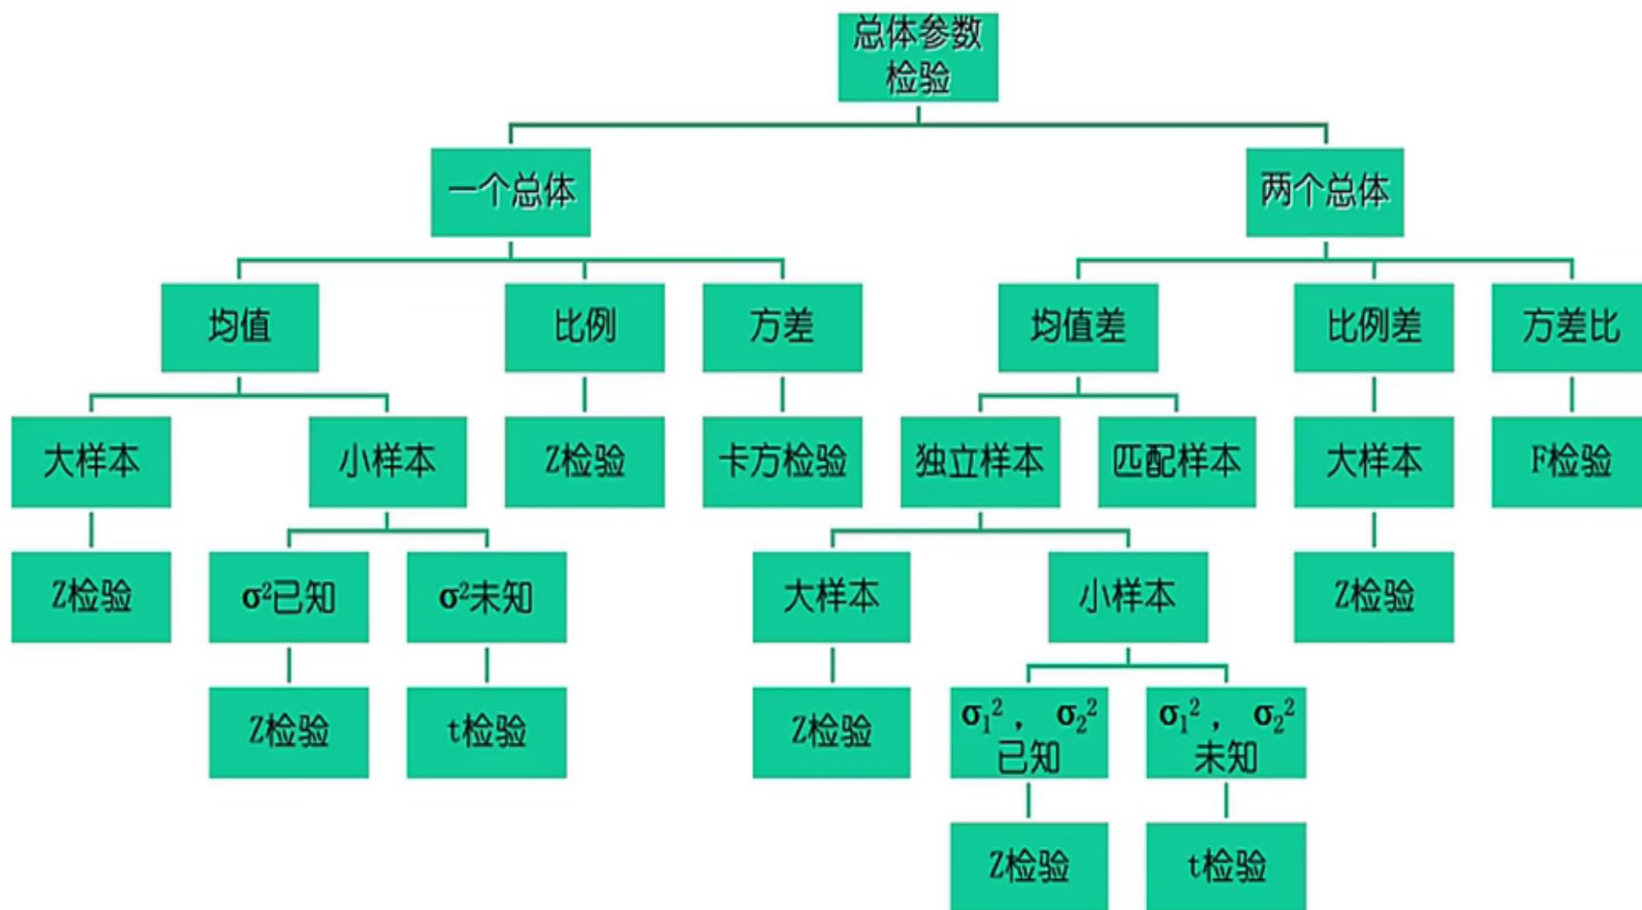 总体参数
检验
一个总体
两个总体
均值
比例
方差
均值差
比例差
方差比
大样本
小样本
Z检验
卡方检验
独立样本
匹配样本
大样本
F检验
Z检验
σ²已知
σ²未知
大样本
小样本
Z检验
Z检验
t检验
Z检验
σ₁², σ₂²
已知
σ₁², σ₂²
未知
Z检验
t检验